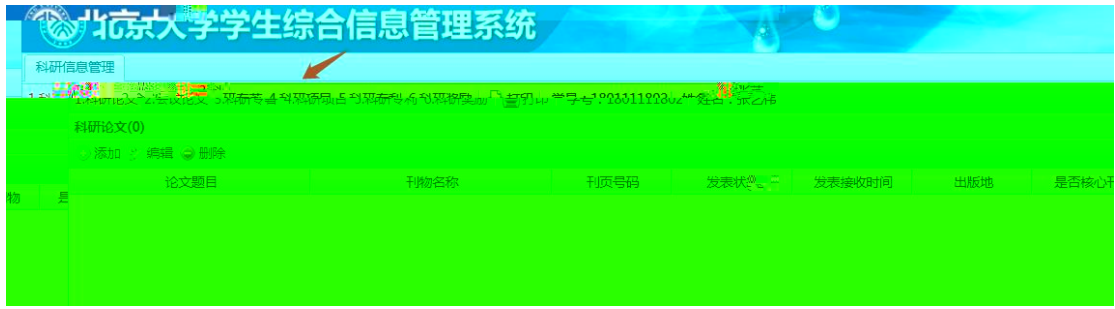 北京大学学生综合信息管理系统
科研信息管理
1.科研论文 2.会议论文 3.科研专著 4.科研项目 5.科研专利 6.科研奖励 打印 学号：1801111802 姓名：张艺
科研论文(0)
添加 编辑 删除
论文题目 刊物名称 刊页号码 发表状 发表接收时间 出版地 是否核心刊
物 是